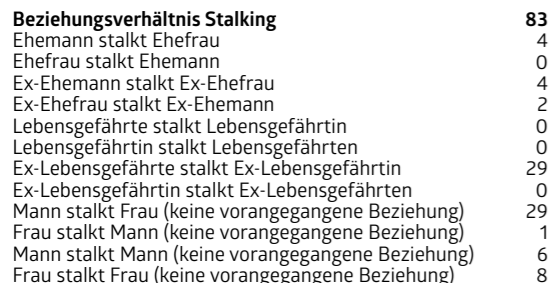 Beziehungsverhältnis Stalking 83
Ehemann stalkt Ehefrau 4
Ehefrau stalkt Ehemann 0
Ex-Ehemann stalkt Ex-Ehefrau 4
Ex-Ehefrau stalkt Ex-Ehemann 2
Lebensgefährte stalkt Lebensgefährtin 0
Lebensgefährtin stalkt Lebensgefährten 0
Ex-Lebensgefährte stalkt Ex-Lebensgefährtin 29
Ex-Lebensgefährtin stalkt Ex-Lebensgefährten 0
Mann stalkt Frau (keine vorangegangene Beziehung) 29
Frau stalkt Mann (keine vorangegangene Beziehung) 1
Mann stalkt Mann (keine vorangegangene Beziehung) 6
Frau stalkt Frau (keine vorangegangene Beziehung) 8